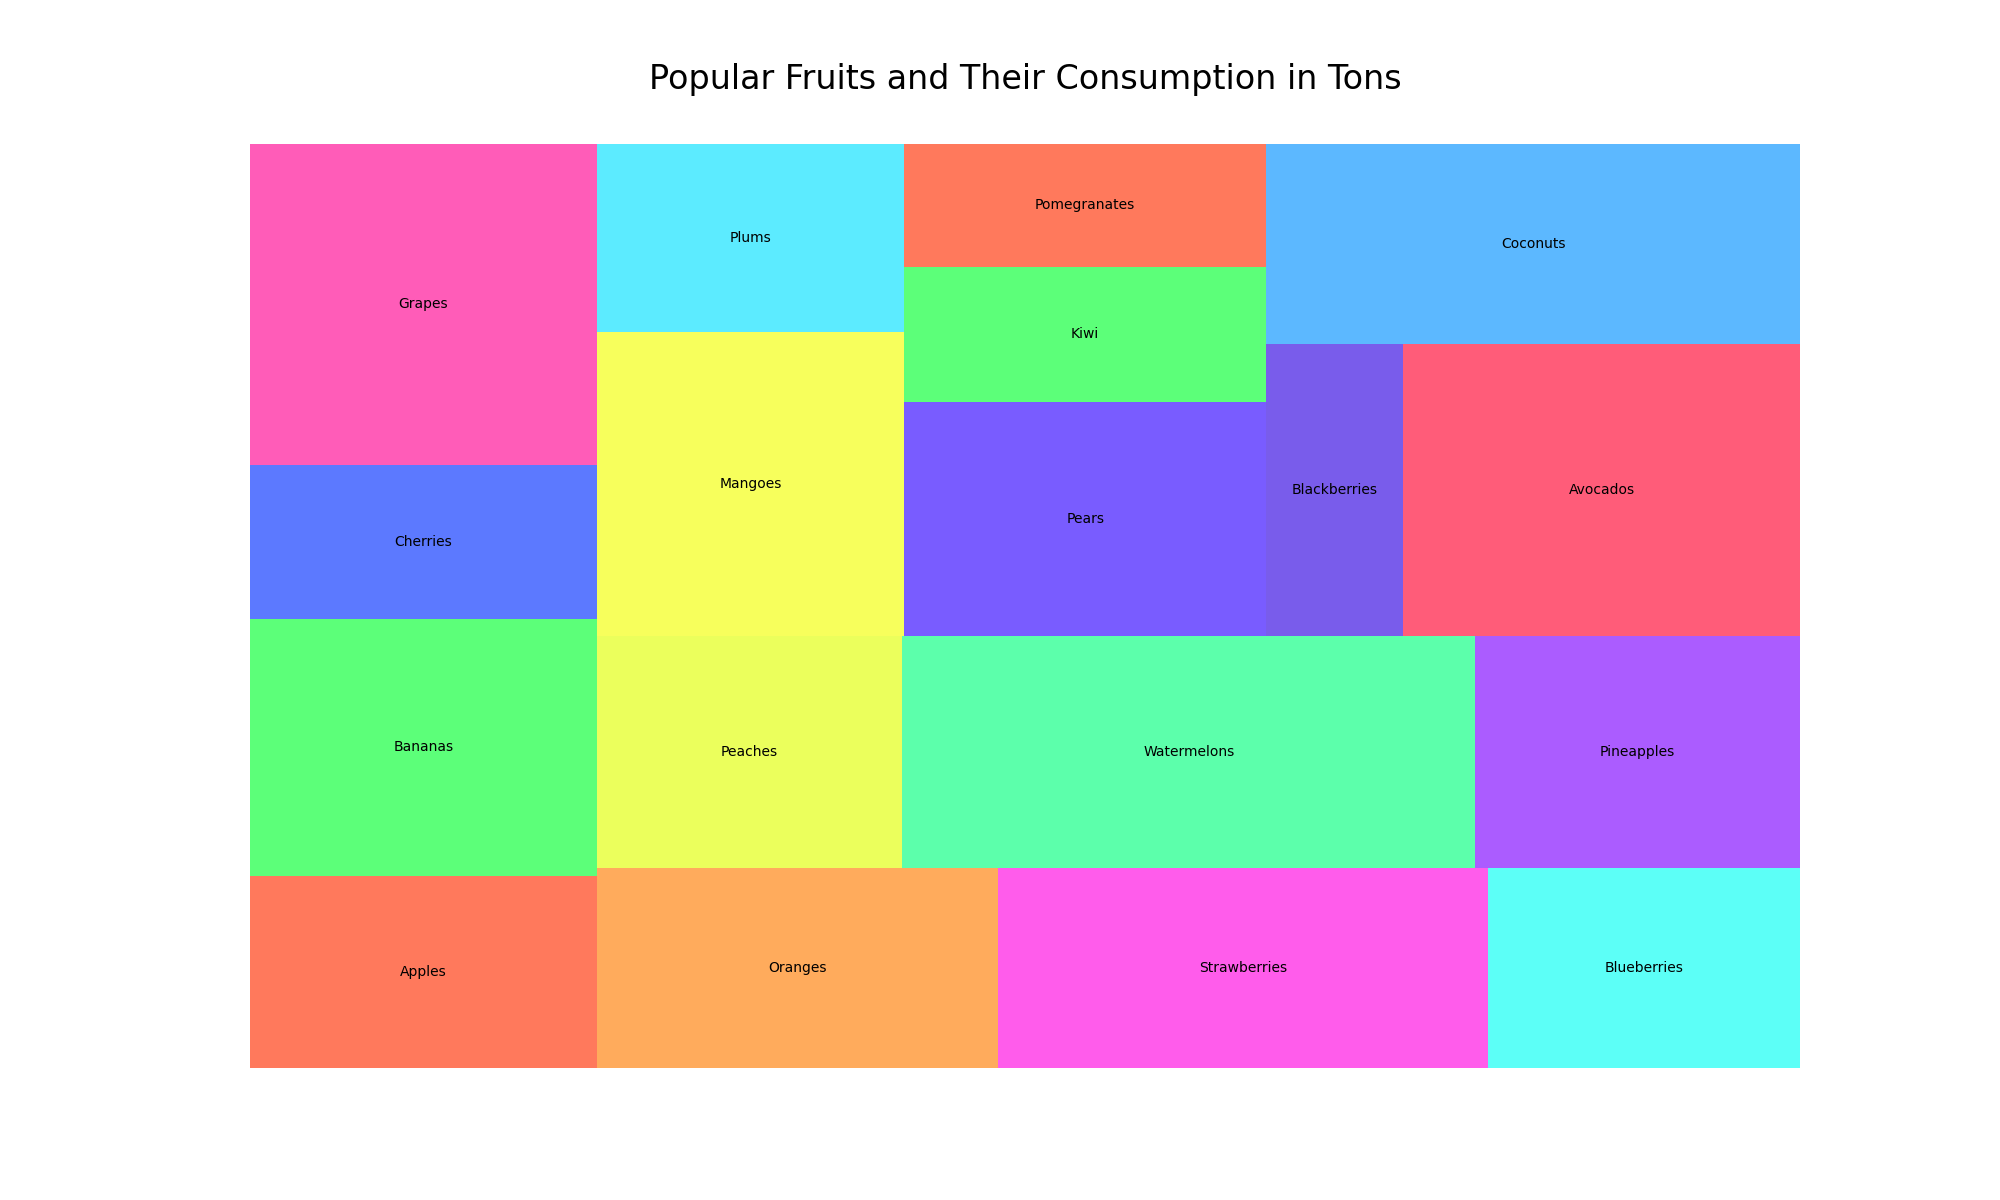 Popular Fruits and Their Consumption in Tons
Grapes
Plums
Pomegranates
Coconuts
Kiwi
Mangoes
Pears
Blackberries
Avocados
Cherries
Bananas
Peaches
Watermelons
Pineapples
Apples
Oranges
Strawberries
Blueberries